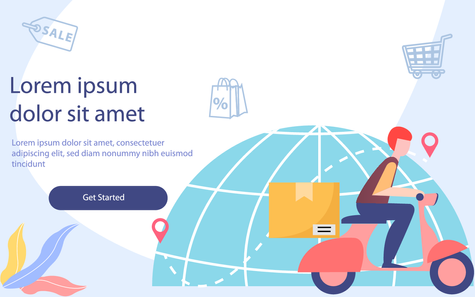 SALE
Lorem ipsum
dolor sit amet
%
Lorem ipsum dolor sit amet, consectetuer
adipiscing elit, sed diam nonummy nibh euismod
tincidunt
Get Started